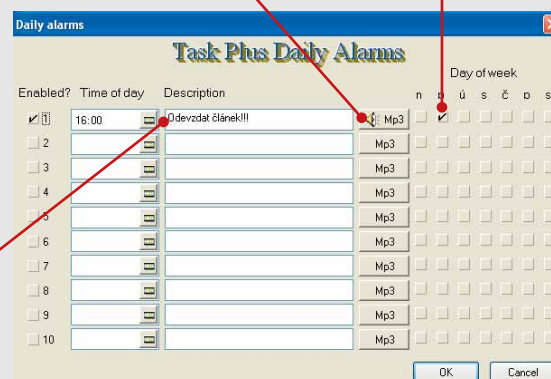 Daily alarms
Task Plus Daily Alarms
Day of week
Enabled? Time of day Description n p ú s č p s
1 16:00 Odevzdat článek!!! Mp3
2 Mp3
3 Mp3
4 Mp3
5 Mp3
6 Mp3
7 Mp3
8 Mp3
9 Mp3
10 Mp3
OK Cancel